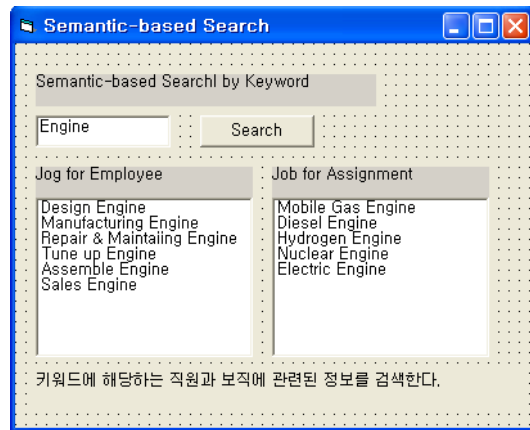 Semantic-based Search
Semantic-based Searchl by Keyword
Engine
Search
Jog for Employee
Design Engine
Manufacturing Engine
Repair & Maintaiing Engine
Tune up Engine
Assemble Engine
Sales Engine
Job for Assignment
Mobile Gas Engine
Diesel Engine
Hydrogen Engine
Nuclear Engine
Electric Engine
키워드에 해당하는 직원과 보직에 관련된 정보를 검색한다.